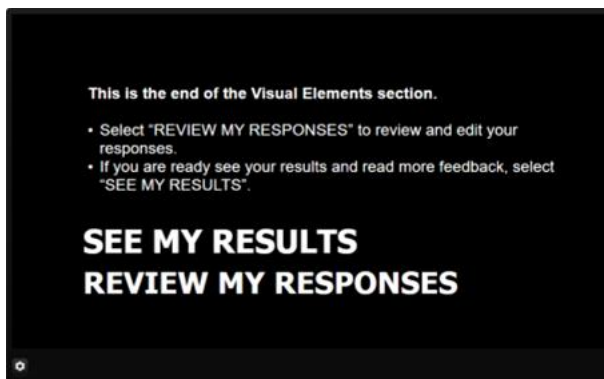 This is the end of the Visual Elements section.
• Select “REVIEW MY RESPONSES” to review and edit your
responses.
• If you are ready see your results and read more feedback, select
“SEE MY RESULTS”.
SEE MY RESULTS
REVIEW MY RESPONSES